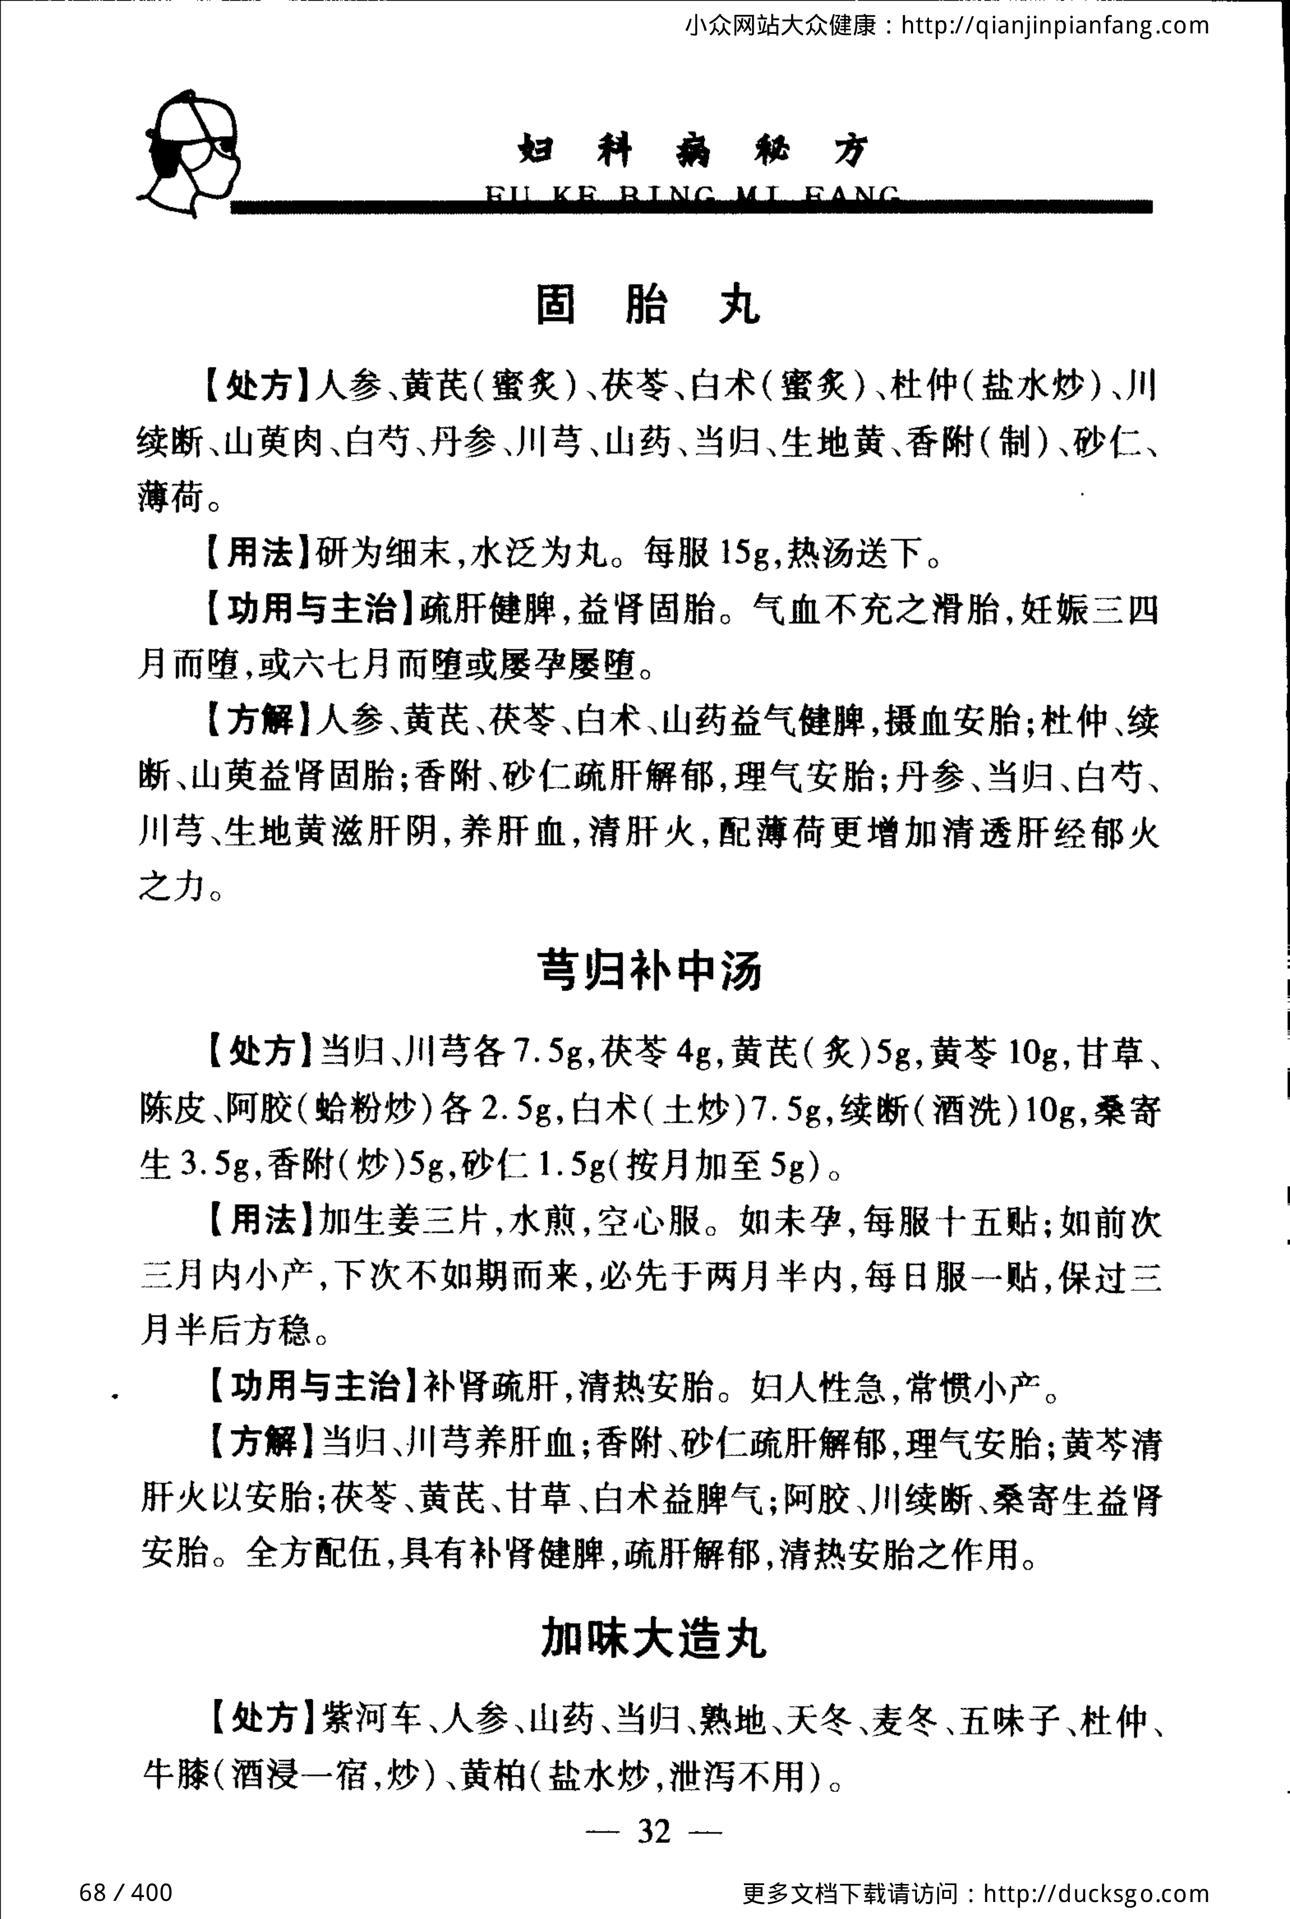 小众网站大众健康：http://qianjinpianfang.com
妇科病秘方
FU KE BING MI FANG
固胎丸
【处方】人参、黄芪(蜜炙)、茯苓、白术(蜜炙)、杜仲(盐水炒)、川
续断、山萸肉、白芍、丹参、川芎、山药、当归、生地黄、香附(制)、砂仁、
薄荷。
【用法】研为细末,水泛为丸。每服15g,热汤送下。
【功用与主治】疏肝健脾,益肾固胎。气血不充之滑胎,妊娠三四
月而堕,或六七月而堕或屡孕屡堕。
【方解】人参、黄芪、茯苓、白术、山药益气健脾,摄血安胎;杜仲、续
断、山萸益肾固胎;香附、砂仁疏肝解郁,理气安胎;丹参、当归、白芍、
川芎、生地黄滋肝阴,养肝血,清肝火,配薄荷更增加清透肝经郁火
之力。
芎归补中汤
【处方】当归、川芎各7.5g,茯苓4g,黄芪(炙)5g,黄苓10g,甘草、
陈皮、阿胶(蛤粉炒)各2.5g,白术(土炒)7.5g,续断(酒洗)10g,桑寄
生3.5g,香附(炒)5g,砂仁1.5g(按月加至5g)。
【用法】加生姜三片,水煎,空心服。如未孕,每服十五贴;如前次
三月内小产,下次不如期而来,必先于两月半内,每日服一贴,保过三
月半后方稳。
【功用与主治】补肾疏肝,清热安胎。妇人性急,常惯小产。
【方解】当归、川芎养肝血;香附、砂仁疏肝解郁,理气安胎;黄芩清
肝火以安胎;茯苓、黄芪、甘草、白术益脾气;阿胶、川续断、桑寄生益肾
安胎。全方配伍,具有补肾健脾,疏肝解郁,清热安胎之作用。
加味大造丸
【处方】紫河车、人参、山药、当归、熟地、天冬、麦冬、五味子、杜仲、
牛膝(酒浸一宿,炒)、黄柏(盐水炒,泄泻不用)。
— 32 —
68 / 400
更多文档下载请访问：http://ducksgo.com